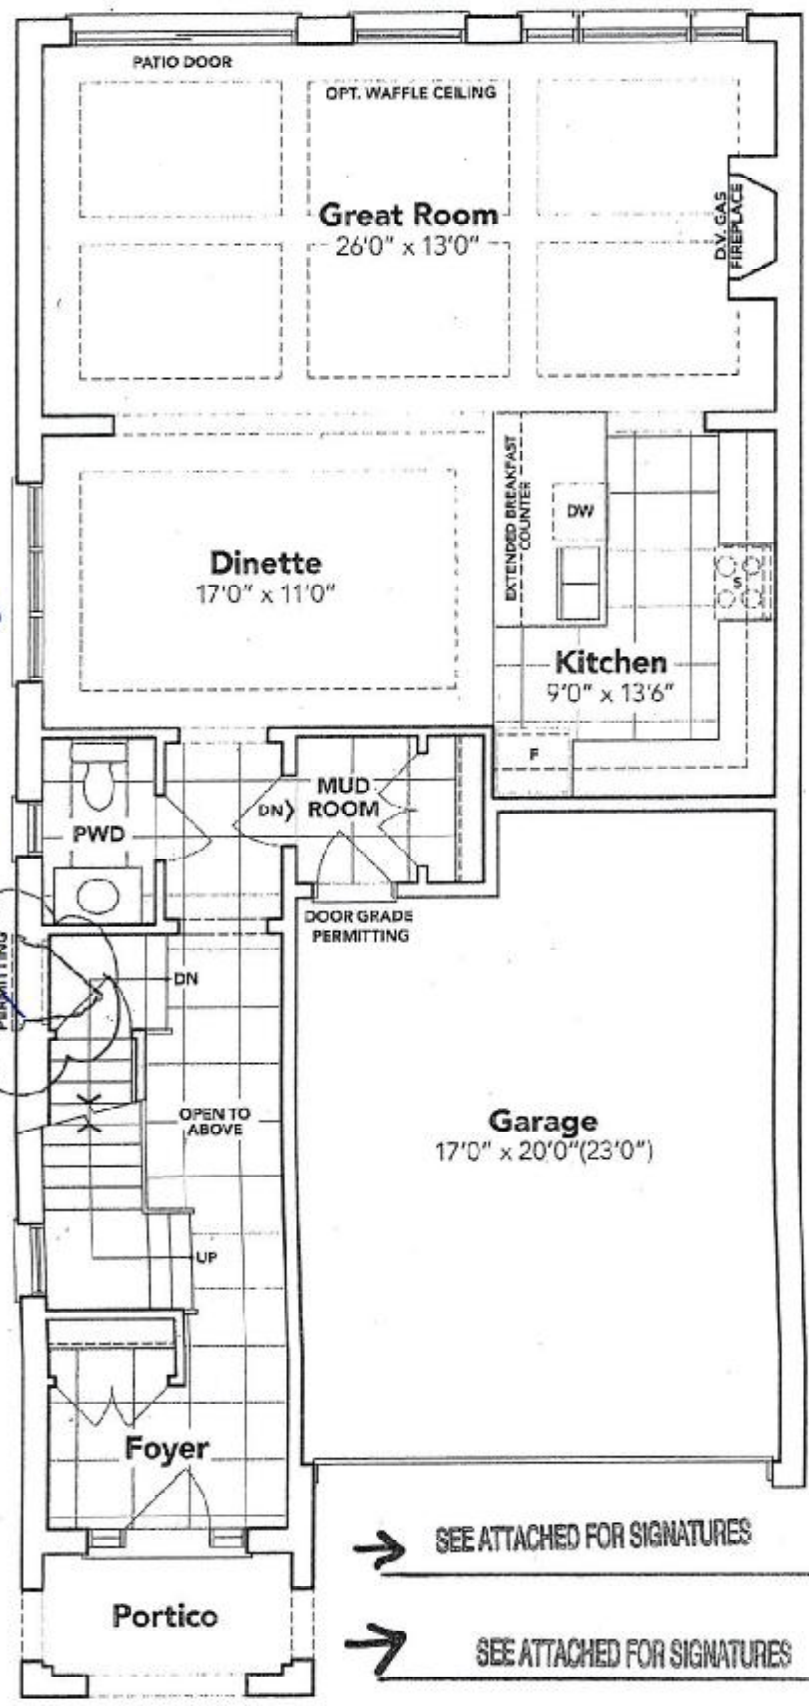 PATIO DOOR
OPT. WAFFLE CEILING
Great Room
26'0" x 13'0"
D.V. GAS
FIREPLACE
EXTENDED BREAKFAST
COUNTER
DW
S
Dinette
17'0" x 11'0"
Kitchen
9'0" x 13'6"
F
MUD
ROOM
DN
PWD
DOOR GRADE
PERMITTING
PERMITTING
DN
OPEN TO
ABOVE
Garage
17'0" x 20'0"(23'0")
UP
Foyer
SEE ATTACHED FOR SIGNATURES
Portico
SEE ATTACHED FOR SIGNATURES